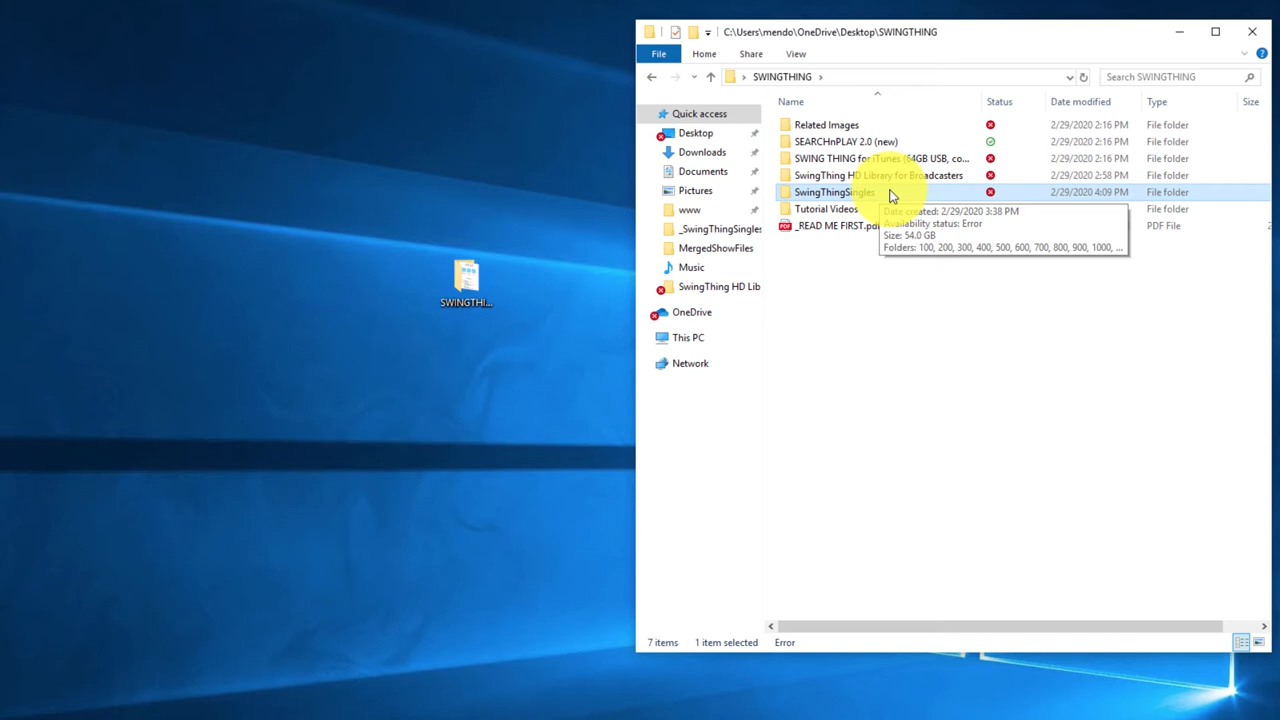 C:\Users\mendo\OneDrive\Desktop\SWINGTHING
File Home Share View
SWINGTHING
Search SWINGTHING
Name Status Date modified Type Size
Quick access
Desktop
Downloads
Documents
Pictures
www
_SwingThingSingles
MergedShowFiles
Music
SwingThing HD Lib
OneDrive
This PC
Network
Related Images 2/29/2020 2:16 PM File folder
SEARCHnPLAY 2.0 (new) 2/29/2020 2:16 PM File folder
SWING THING for iTunes (64GB USB, co... 2/29/2020 2:16 PM File folder
SwingThing HD Library for Broadcasters 2/29/2020 2:58 PM File folder
SwingThingSingles 2/29/2020 4:09 PM File folder
Tutorial Videos File folder
_READ ME FIRST.pd PDF File 2
Date created: 2/29/2020 3:38 PM
Availability status: Error
Size: 54.0 GB
Folders: 100, 200, 300, 400, 500, 600, 700, 800, 900, 1000, ...
SWINGTHI...
7 items 1 item selected Error